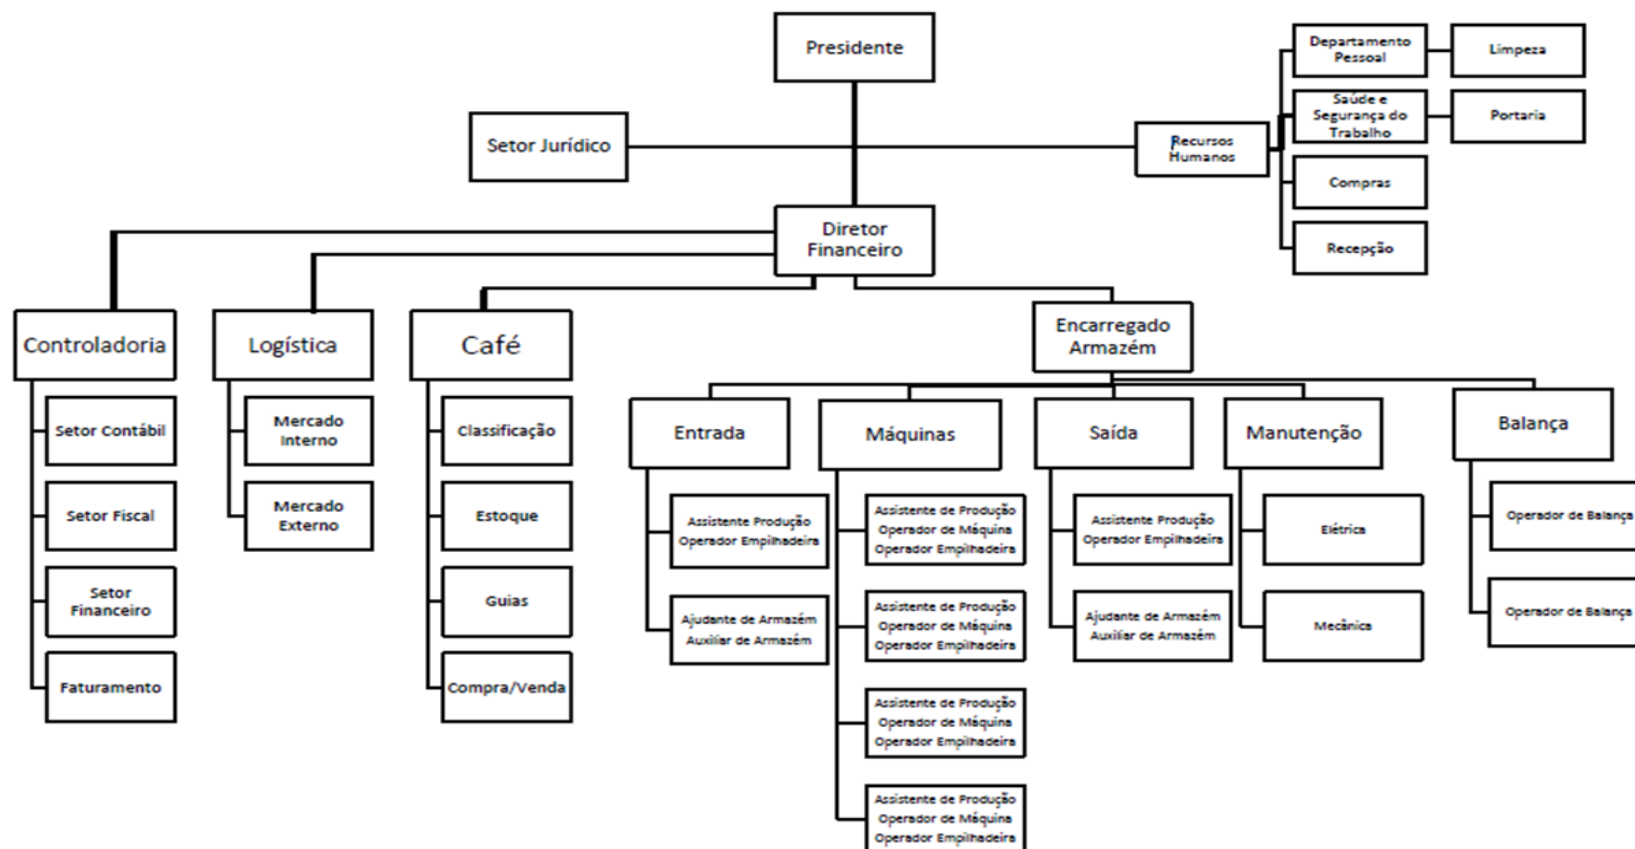 Presidente
Departamento
Pessoal
Limpeza
Saúde e
Segurança do
Trabalho
Portaria
Setor Jurídico
Recursos
Humanos
Compras
Recepção
Diretor
Financeiro
Controladoria
Logística
Café
Encarregado
Armazém
Setor Contábil
Setor Fiscal
Setor
Financeiro
Faturamento
Mercado
Interno
Mercado
Externo
Classificação
Estoque
Guias
Compra/Venda
Entrada
Máquinas
Saída
Manutenção
Balança
Assistente Produção
Operador Empilhadeira
Ajudante de Armazém
Auxiliar de Armazém
Assistente de Produção
Operador de Máquina
Operador Empilhadeira
Assistente de Produção
Operador de Máquina
Operador Empilhadeira
Assistente de Produção
Operador de Máquina
Operador Empilhadeira
Assistente de Produção
Operador de Máquina
Operador Empilhadeira
Assistente Produção
Operador Empilhadeira
Ajudante de Armazém
Auxiliar de Armazém
Elétrica
Mecânica
Operador de Balança
Operador de Balança